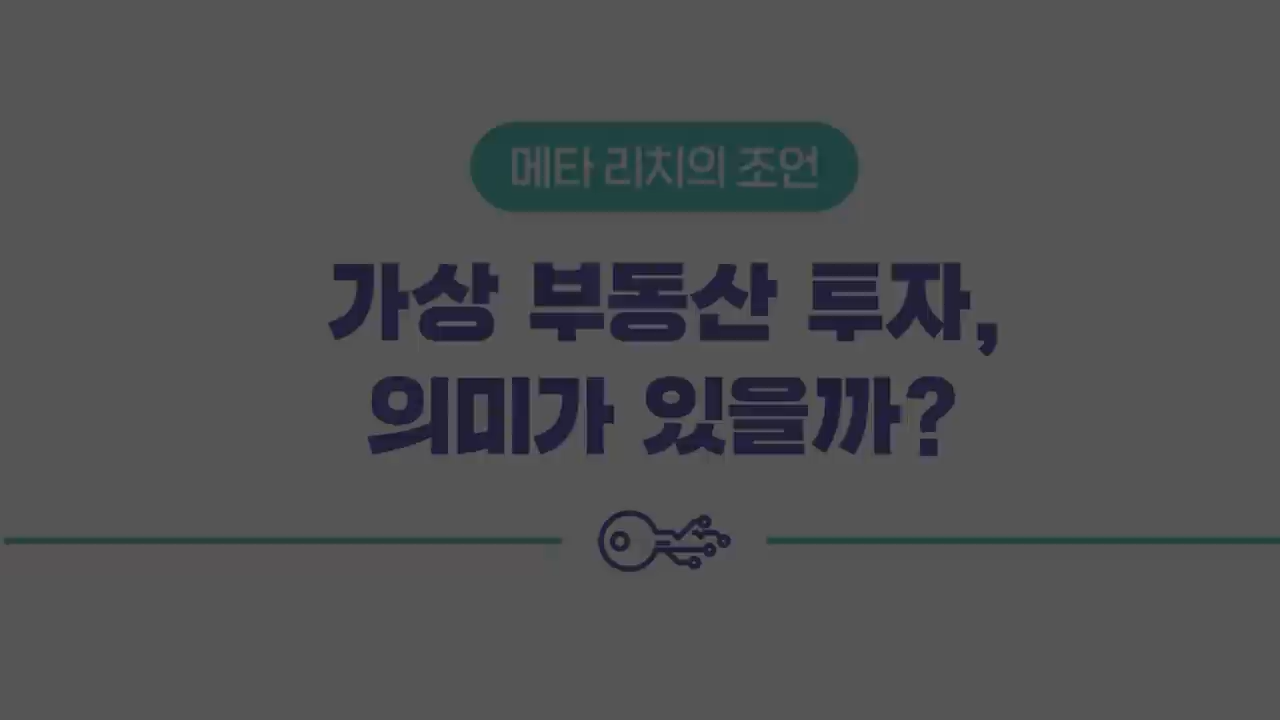 메타 리치의 조언
가상 부동산 투자,
의미가 있을까?